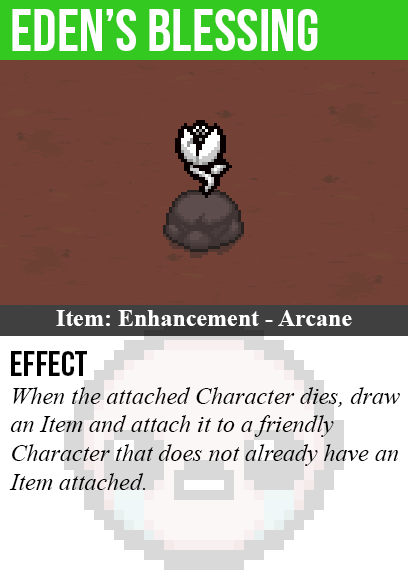 EDEN'S BLESSING
Item: Enhancement - Arcane
EFFECT
When the attached Character dies, draw
an Item and attach it to a friendly
Character that does not already have an
Item attached.